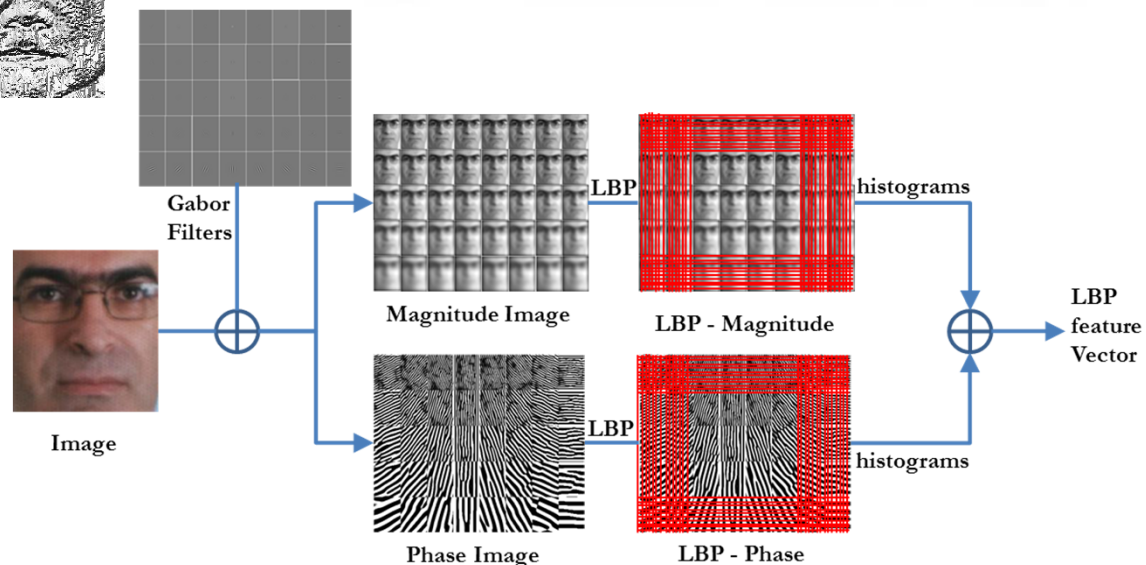 Gabor
Filters
Image
Magnitude Image
LBP
LBP - Magnitude
histograms
Phase Image
LBP
LBP - Phase
histograms
LBP
feature
Vector